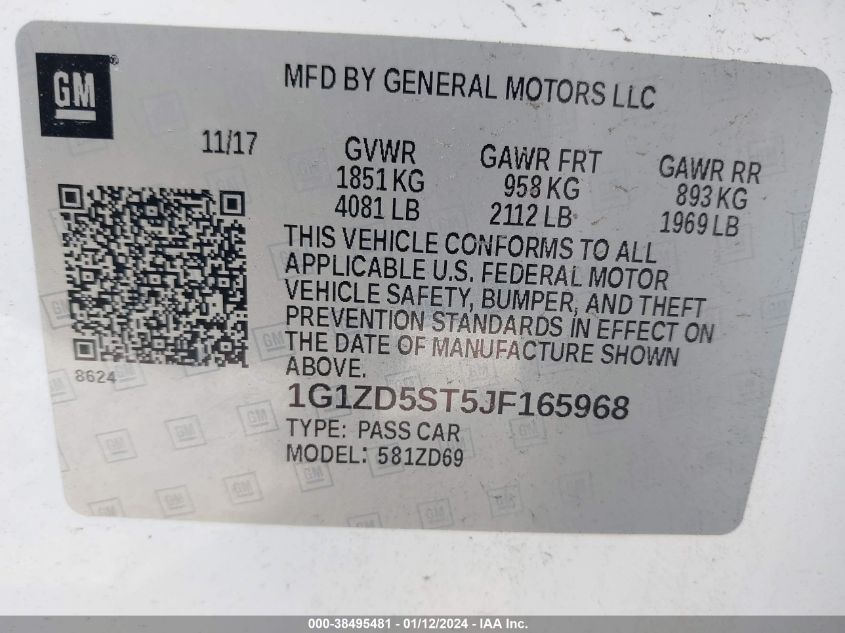 GM®
MFD BY GENERAL MOTORS LLC
11/17
GVWR
1851 KG
4081 LB
GAWR FRT
958 KG
2112 LB
GAWR RR
893 KG
1969 LB
THIS VEHICLE CONFORMS TO ALL
APPLICABLE U.S. FEDERAL MOTOR
VEHICLE SAFETY, BUMPER, AND THEFT
PREVENTION STANDARDS IN EFFECT ON
THE DATE OF MANUFACTURE SHOWN
ABOVE.
8624
1G1ZD5ST5JF165968
TYPE: PASS CAR
MODEL: 581ZD69
000-38495481 - 01/12/2024 - IAA Inc.